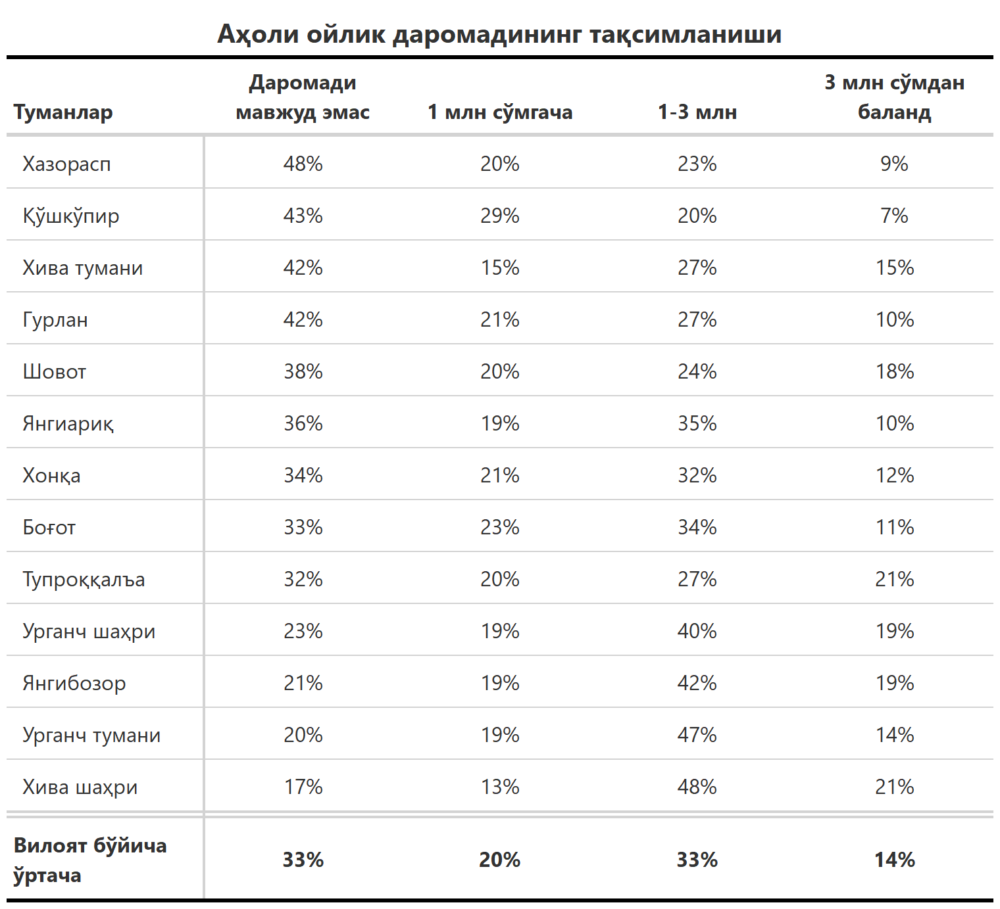 Аҳоли ойлик даромадининг тақсимланиши
Туманлар Даромади мавжуд эмас 1 млн сўмгача 1-3 млн 3 млн сўмдан баланд
Хазорасп 48% 20% 23% 9%
Қўшкўпир 43% 29% 20% 7%
Хива тумани 42% 15% 27% 15%
Гурлан 42% 21% 27% 10%
Шовот 38% 20% 24% 18%
Янгиариқ 36% 19% 35% 10%
Хонқа 34% 21% 32% 12%
Боғот 33% 23% 34% 11%
Тупроққалъа 32% 20% 27% 21%
Урганч шаҳри 23% 19% 40% 19%
Янгибозор 21% 19% 42% 19%
Урганч тумани 20% 19% 47% 14%
Хива шаҳри 17% 13% 48% 21%
Вилоят бўйича ўртача 33% 20% 33% 14%